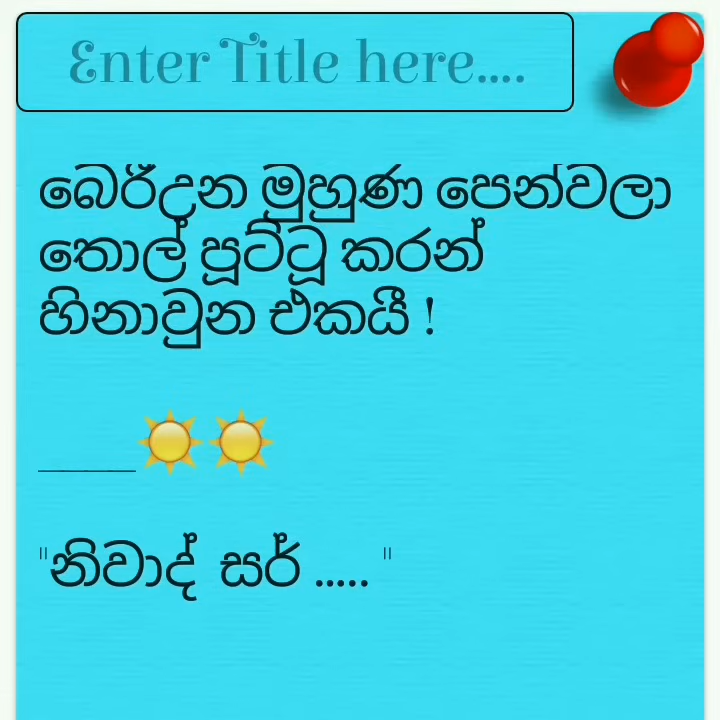 Enter Title here....
බෙරිඋන මුහුණ පෙන්වලා
තොල් පූට්ටූ කරන්
හිනාවුන එකයී !
____☀☀
"නිවාද් සර් ..... "